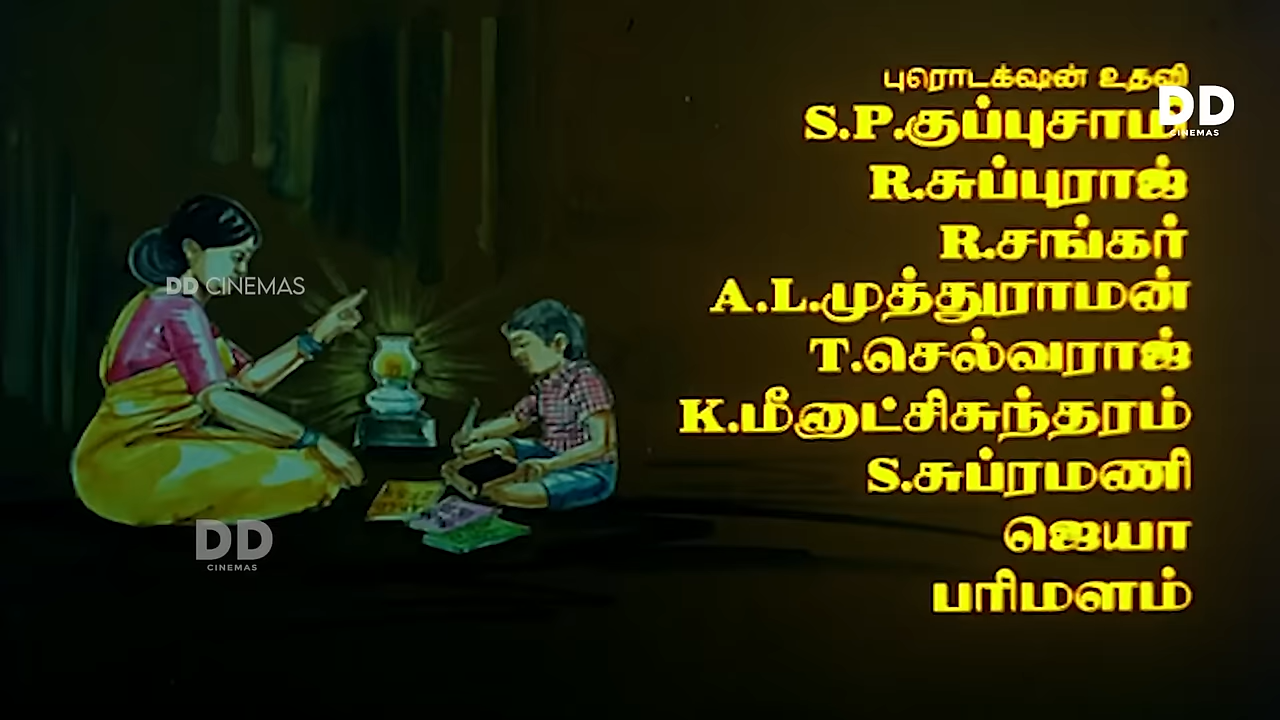 புரொடக்ஷன் உதவி
S.P.குப்புசாமி
R.சுப்புராஜ்
R.சங்கர்
A.L.முத்துராமன்
T.செல்வராஜ்
K.மீனாட்சிசுந்தரம்
S.சுப்ரமணி
ஜெயா
பரிமளம்
DD
CINEMAS
DD CINEMAS
DD
CINEMAS